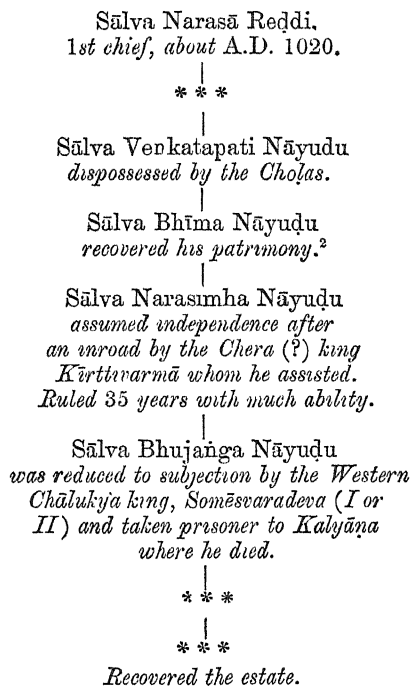 Sālva Narasā Reḍḍi.
1st chief, about A.D. 1020.
* * *
Sālva Venkatapati Nāyudu
dispossessed by the Choḷas.
Sālva Bhīma Nāyuḍu
recovered his patrimony.²
Sālva Narasimha Nāyuḍu
assumed independence after
an inroad by the Chera (?) king
Kīrttivarmā whom he assisted.
Ruled 35 years with much ability.
Sālva Bhujaṅga Nāyuḍu
was reduced to subjection by the Western
Chālukya king, Somēsvaradeva (I or
II) and taken prisoner to Kalyāṇa
where he died.
* * *
* * *
Recovered the estate.